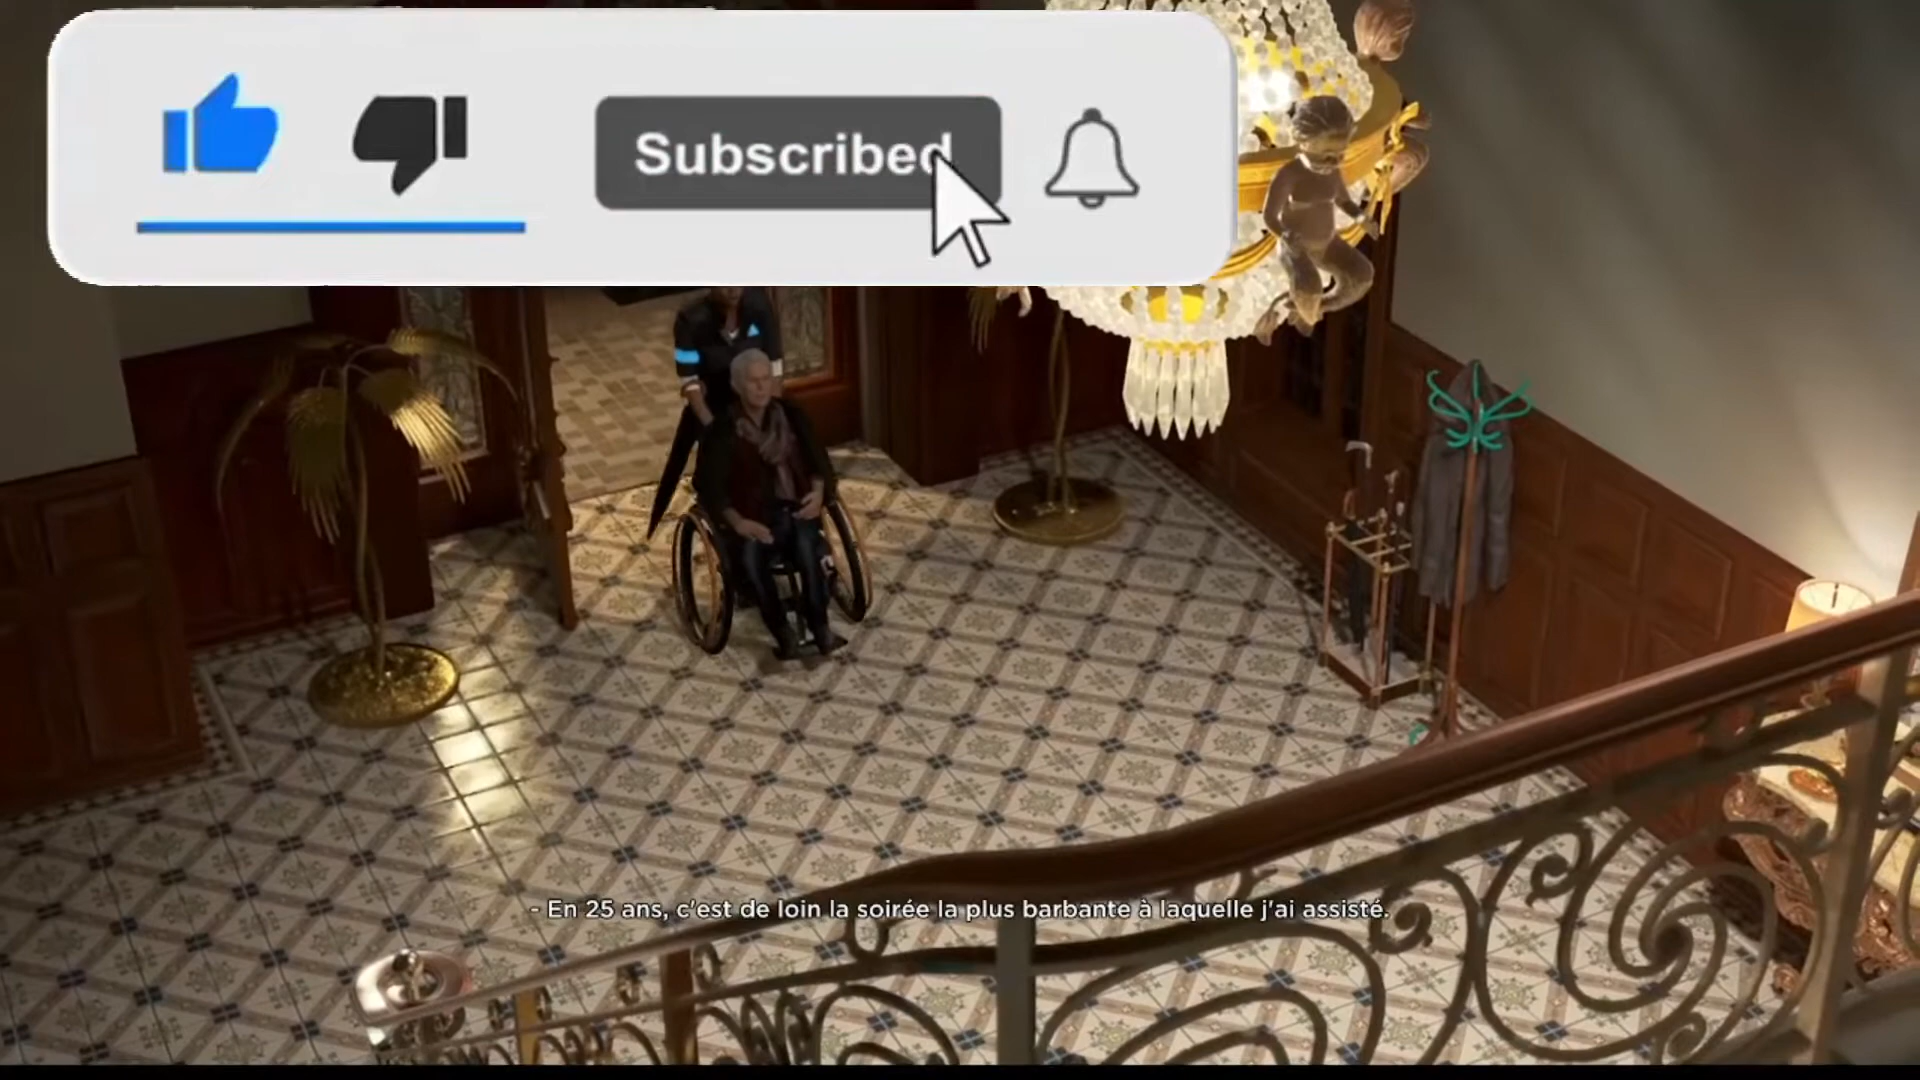 Subscribed
- En 25 ans, c'est de loin la soirée la plus barbante à laquelle j'ai assisté.